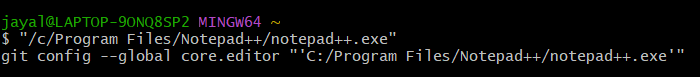 jayal@LAPTOP-9ONQ8SP2 MINGW64 ~
$ "/c/Program Files/Notepad++/notepad++.exe"
git config --global core.editor "'C:/Program Files/Notepad++/notepad++.exe'"